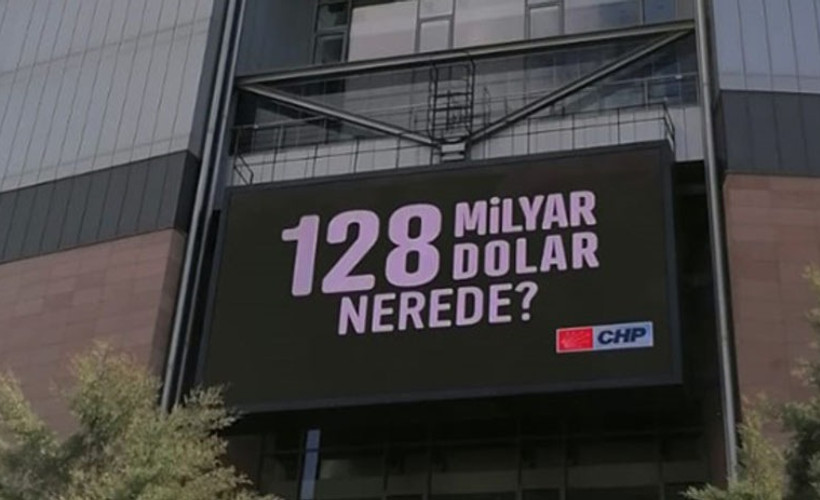 128 MİLYAR
DOLAR
NEREDE?
CHP